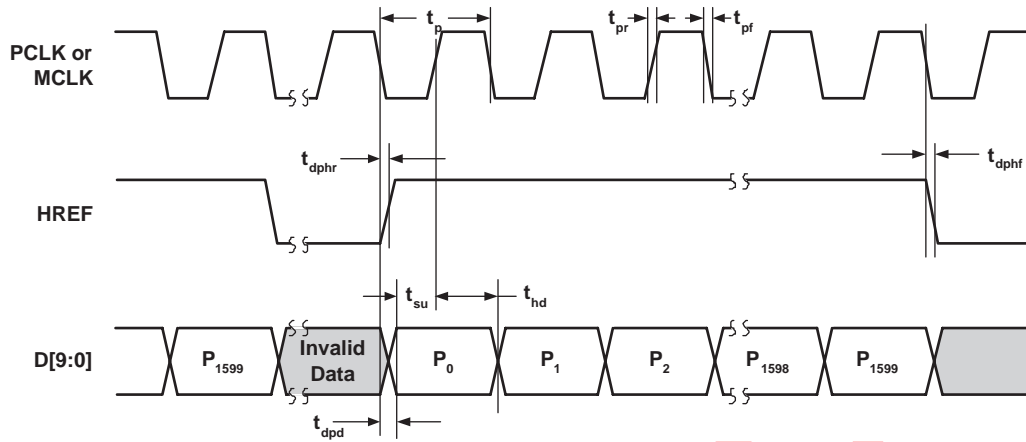 t_p
t_pr
t_pf
PCLK or
MCLK
t_dphr
t_dphf
HREF
t_su
t_hd
D[9:0]
P_1599
Invalid
Data
P_0
P_1
P_2
P_1598
P_1599
t_dpd